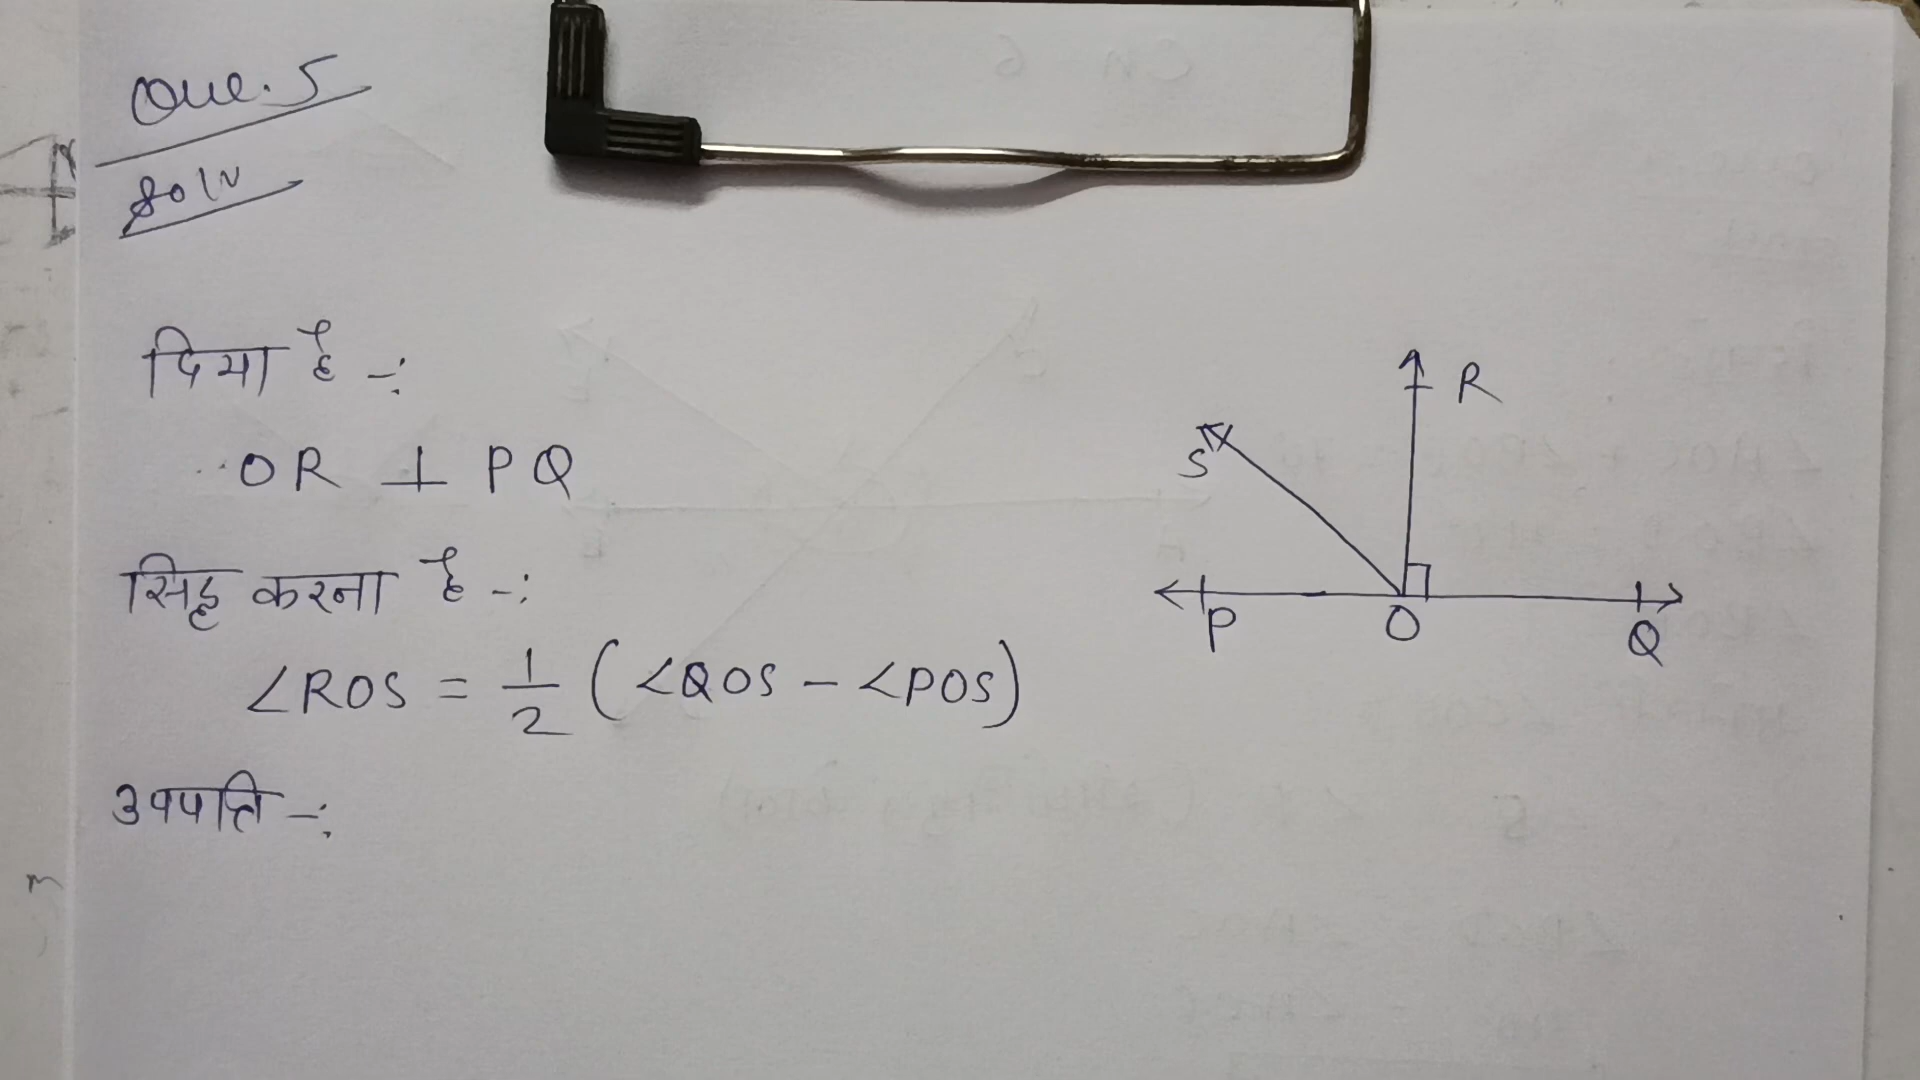 Que. 5
Soln
दिया है -:
OR ⊥ PQ
सिद्ध करना है -:
∠ROS = 1/2 (∠QOS - ∠POS)
उपपत्ति -:
R
S
P
O
Q